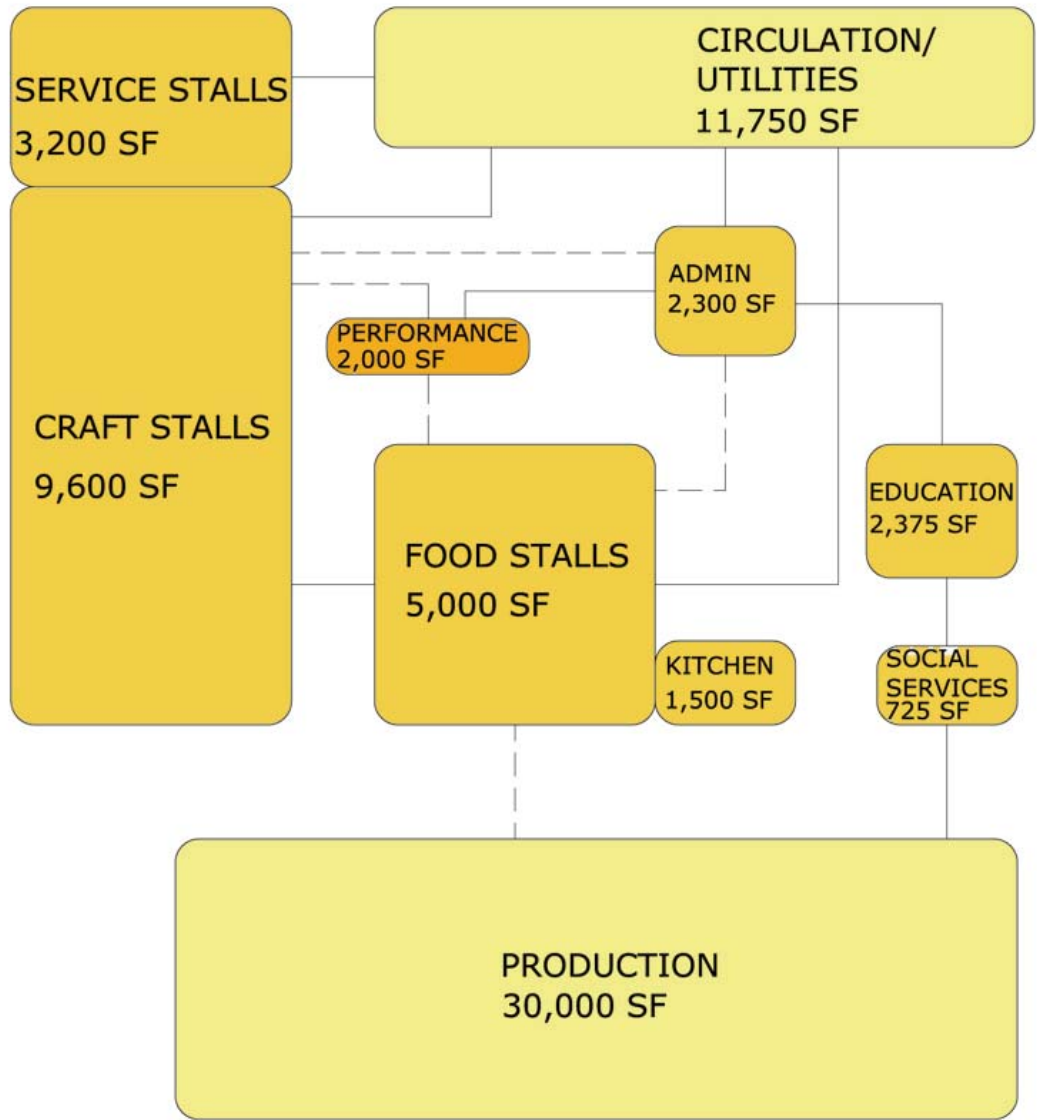 SERVICE STALLS
3,200 SF
CIRCULATION/
UTILITIES
11,750 SF
ADMIN
2,300 SF
PERFORMANCE
2,000 SF
CRAFT STALLS
9,600 SF
EDUCATION
2,375 SF
FOOD STALLS
5,000 SF
KITCHEN
1,500 SF
SOCIAL
SERVICES
725 SF
PRODUCTION
30,000 SF